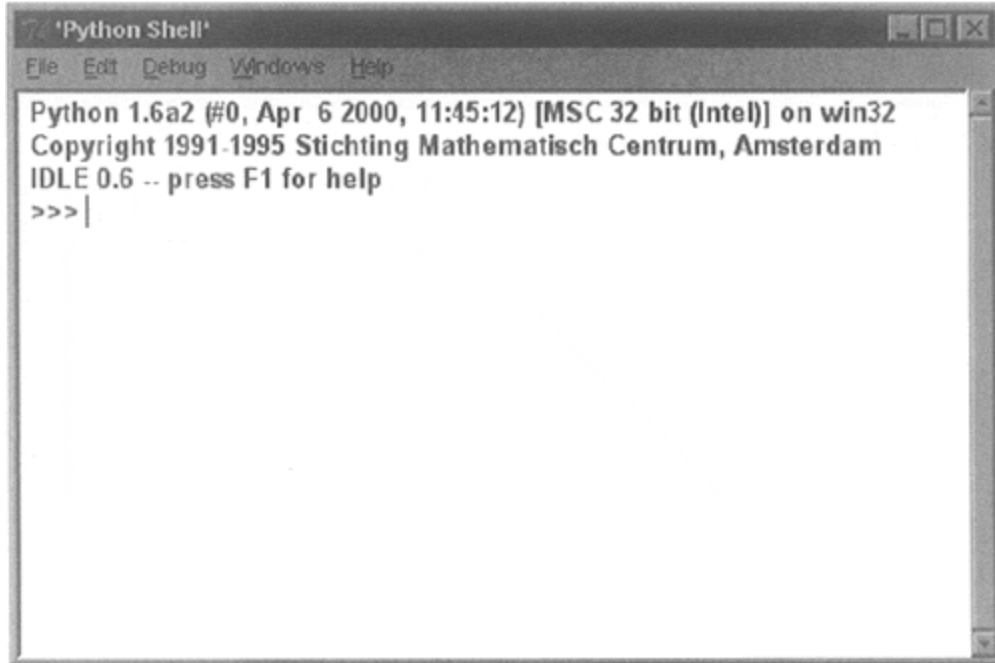 *Python Shell*
File Edit Debug Windows Help
Python 1.6a2 (#0, Apr  6 2000, 11:45:12) [MSC 32 bit (Intel)] on win32
Copyright 1991-1995 Stichting Mathematisch Centrum, Amsterdam
IDLE 0.6 -- press F1 for help
>>>